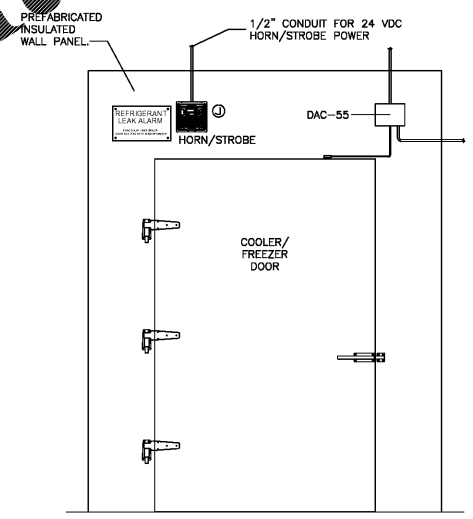 PREFABRICATED
INSULATED
WALL PANEL.
1/2" CONDUIT FOR 24 VDC
HORN/STROBE POWER
REFRIGERANT
LEAK ALARM
J
HORN/STROBE
DAC-55
COOLER/
FREEZER
DOOR